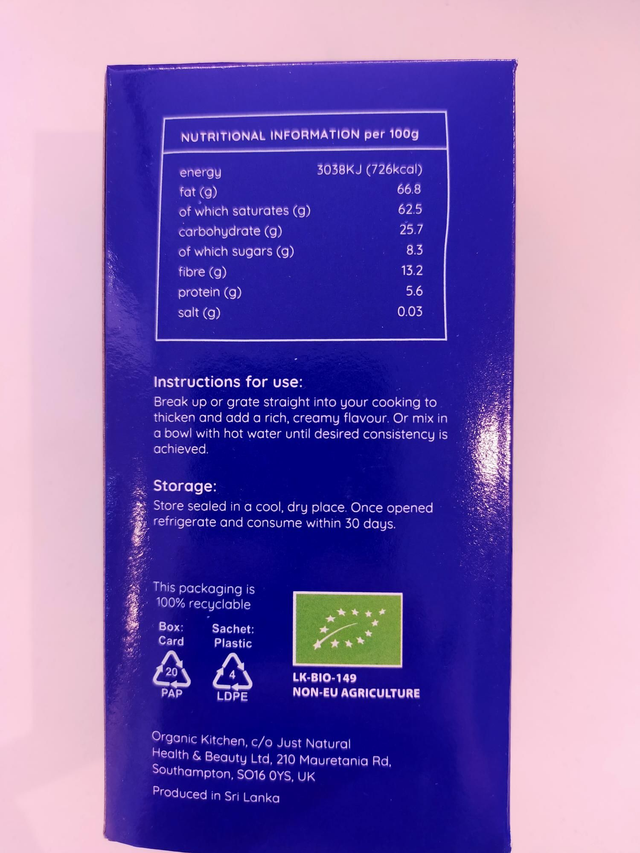 NUTRITIONAL INFORMATION per 100g
energy 3038KJ (726kcal)
fat (g) 66.8
of which saturates (g) 62.5
carbohydrate (g) 25.7
of which sugars (g) 8.3
fibre (g) 13.2
protein (g) 5.6
salt (g) 0.03
Instructions for use:
Break up or grate straight into your cooking to
thicken and add a rich, creamy flavour. Or mix in
a bowl with hot water until desired consistency is
achieved.
Storage:
Store sealed in a cool, dry place. Once opened
refrigerate and consume within 30 days.
This packaging is
100% recyclable
Box:
Card
20
PAP
Sachet:
Plastic
4
LDPE
LK-BIO-149
NON-EU AGRICULTURE
Organic Kitchen, c/o Just Natural
Health & Beauty Ltd, 210 Mauretania Rd,
Southampton, SO16 0YS, UK
Produced in Sri Lanka